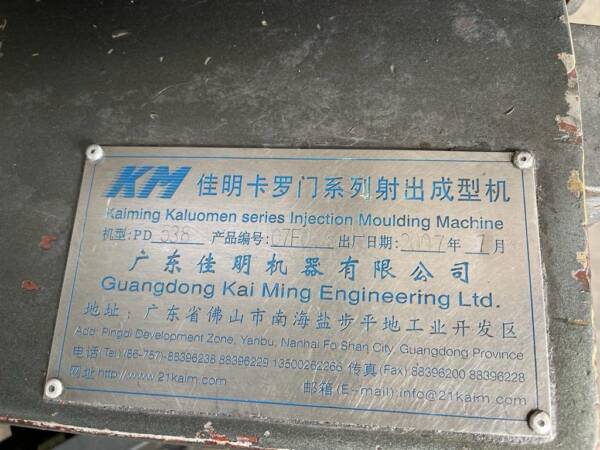 KM 佳明卡罗门系列射出成型机
Kaiming Kaluomen series Injection Moulding Machine
机型:PD 538 产品编号: 出厂日期: 2007年 1月
广东佳明机器有限公司
Guangdong Kai Ming Engineering Ltd.
地址: 广东省佛山市南海盐步平地工业开发区
Add: Pingdi Development Zone, Yanbu, Nanhai Fo Shan City, Guangdong Province
电话(Tel):(86-757)-88396238 88396229 13500262266 传真(Fax):88396200 88396228
网址:http://www.21kaim.com 邮箱(E-mail):info@21kaim.com